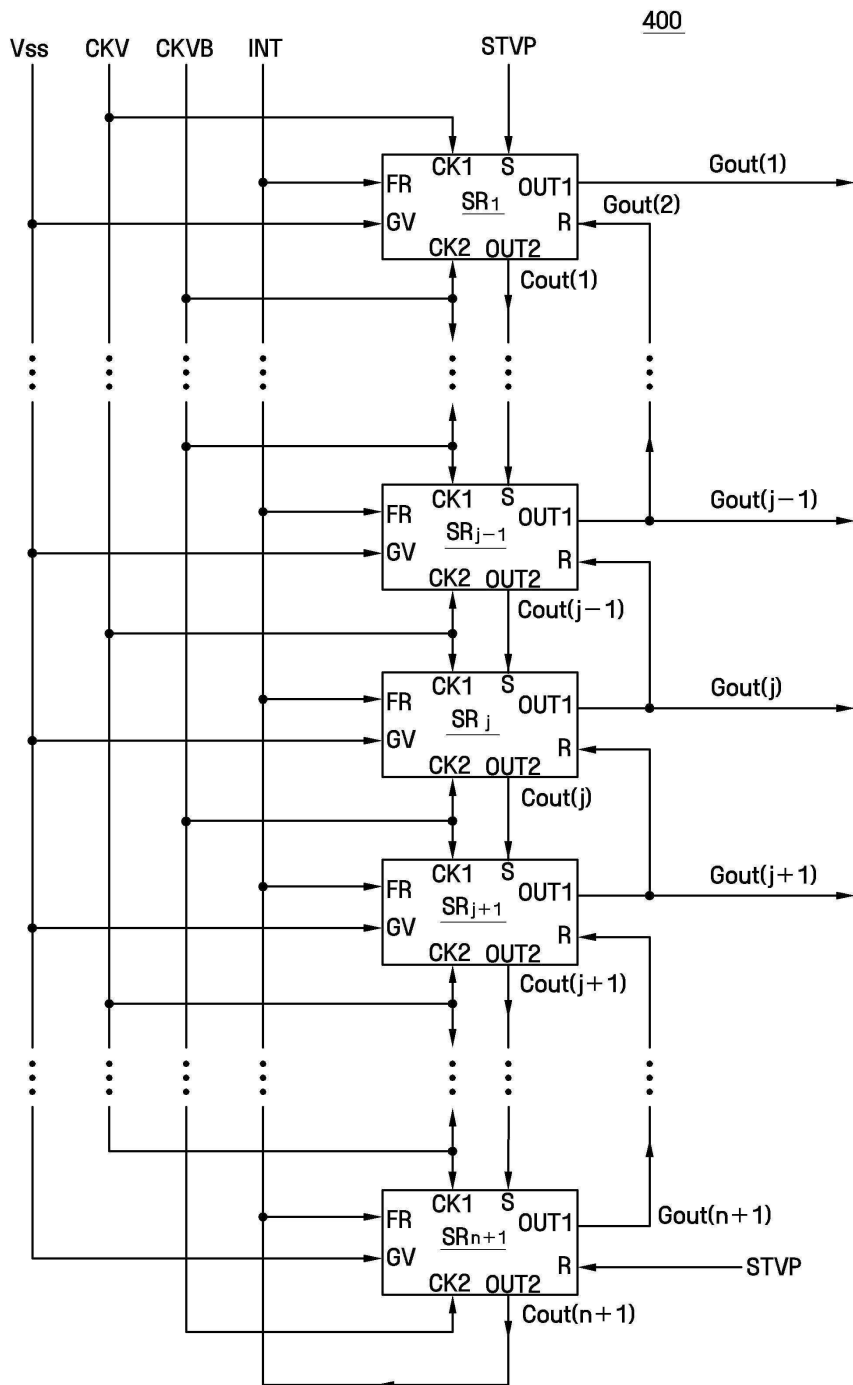 400
Vss CKV CKVB INT STVP
CK1 S
FR OUT1 Gout(1)
SR1
GV R Gout(2)
CK2 OUT2
Cout(1)
CK1 S
FR OUT1 Gout(j-1)
SRj-1
GV R
CK2 OUT2
Cout(j-1)
CK1 S
FR OUT1 Gout(j)
SRj
GV R
CK2 OUT2
Cout(j)
CK1 S
FR OUT1 Gout(j+1)
SRj+1
GV R
CK2 OUT2
Cout(j+1)
CK1 S
FR OUT1 Gout(n+1)
SRn+1
GV R STVP
CK2 OUT2
Cout(n+1)